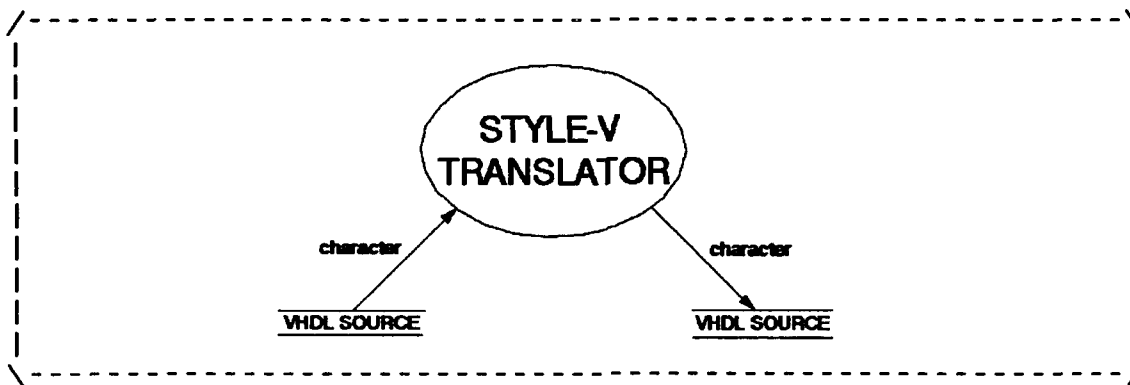 STYLE-V
TRANSLATOR
character
character
VHDL SOURCE
VHDL SOURCE